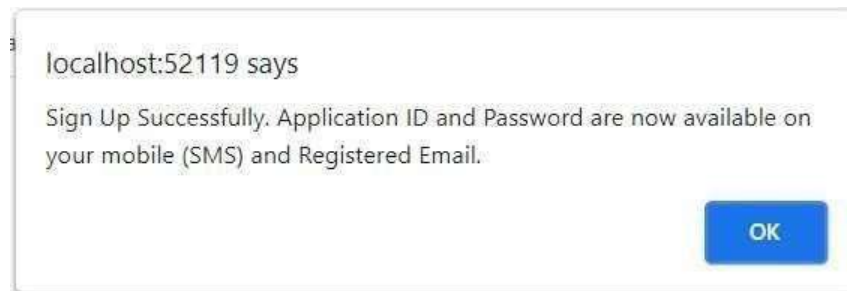 localhost:52119 says
Sign Up Successfully. Application ID and Password are now available on
your mobile (SMS) and Registered Email.
OK